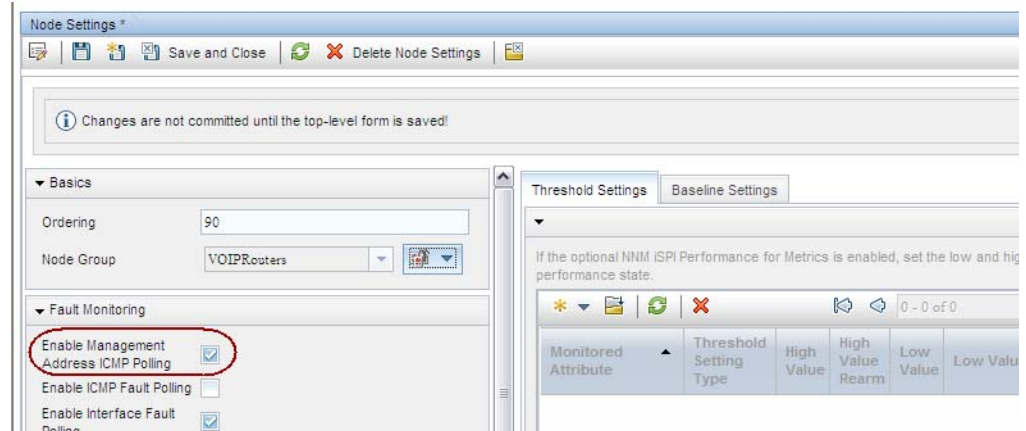 Node Settings *
Save and Close
Delete Node Settings
Changes are not committed until the top-level form is saved!
Basics
Ordering
90
Node Group
VOIPRouters
Fault Monitoring
Enable Management
Address ICMP Polling
Enable ICMP Fault Polling
Enable Interface Fault
Polling
Threshold Settings
Baseline Settings
If the optional NNM iSPI Performance for Metrics is enabled, set the low and hig
performance state.
0 - 0 of 0
Monitored
Attribute
Threshold
Setting
Type
High
Value
High
Value
Rearm
Low
Value
Low Valu